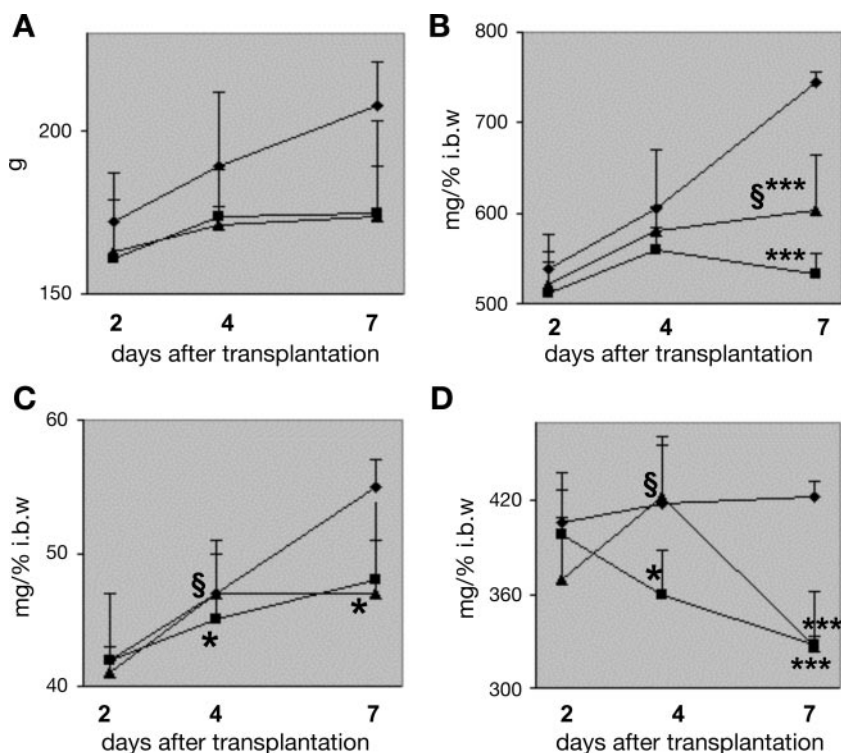 A
200
150
g
2 4 7
days after transplantation
B
800
700
600
500
mg/% i.b.w
§***
***
2 4 7
days after transplantation
C
60
50
40
mg/% i.b.w
§
*
*
2 4 7
days after transplantation
D
420
360
300
mg/% i.b.w
§
*
***
***
2 4 7
days after transplantation